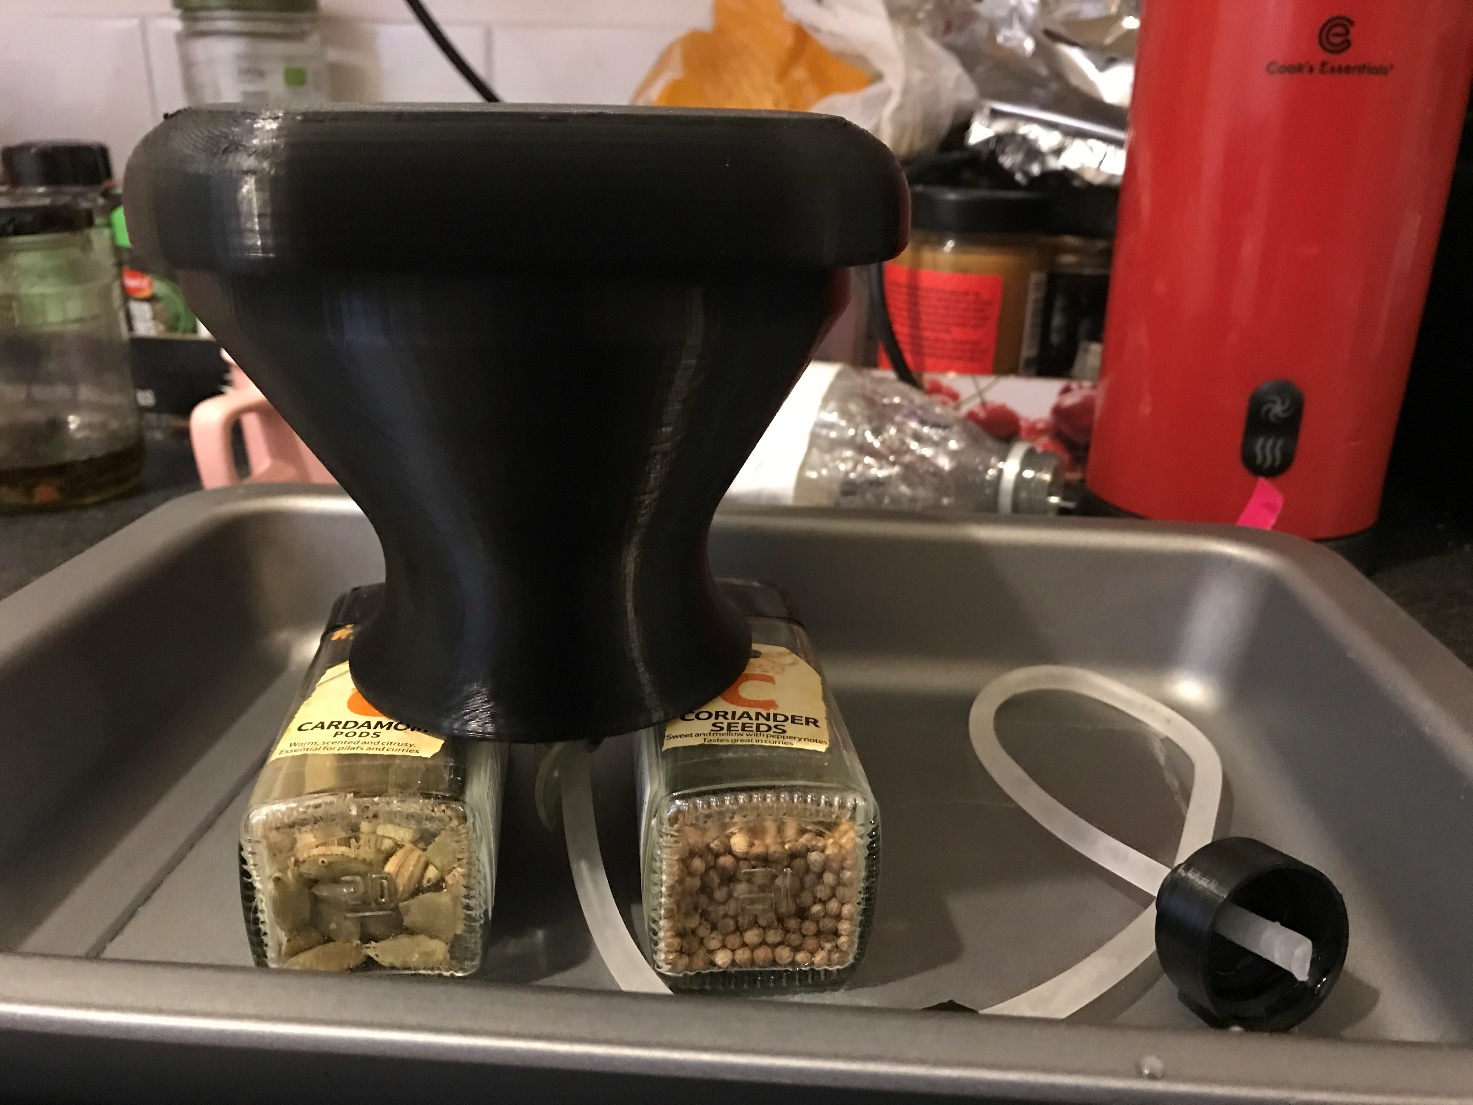 Cook's Essentials
CARDAMOM
PODS
Warm, scented and citrusy.
Essential for pilafs and curries
C
CORIANDER
SEEDS
Sweet and mellow with peppery notes
Tastes great in curries